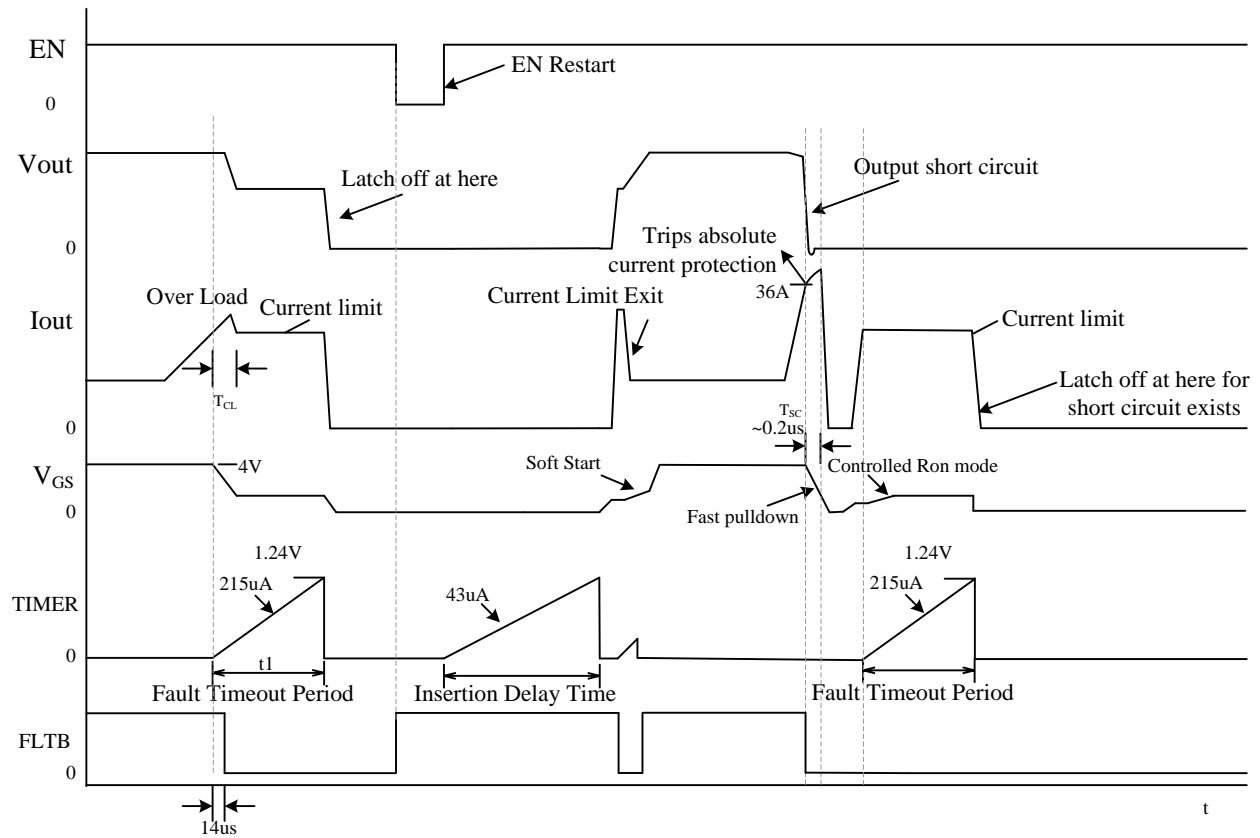 EN
EN Restart
0
Vout
Output short circuit
Latch off at here
0
Trips absolute
current protection
36A
Over Load
Current limit
Current Limit Exit
Iout
Current limit
TCL
Latch off at here for
short circuit exists
TSC
~0.2us
0
VGS
4V
Soft Start
Controlled Ron mode
0
Fast pulldown
1.24V
1.24V
215uA
43uA
215uA
TIMER
0
t1
Fault Timeout Period
Insertion Delay Time
Fault Timeout Period
FLTB
0
t
14us